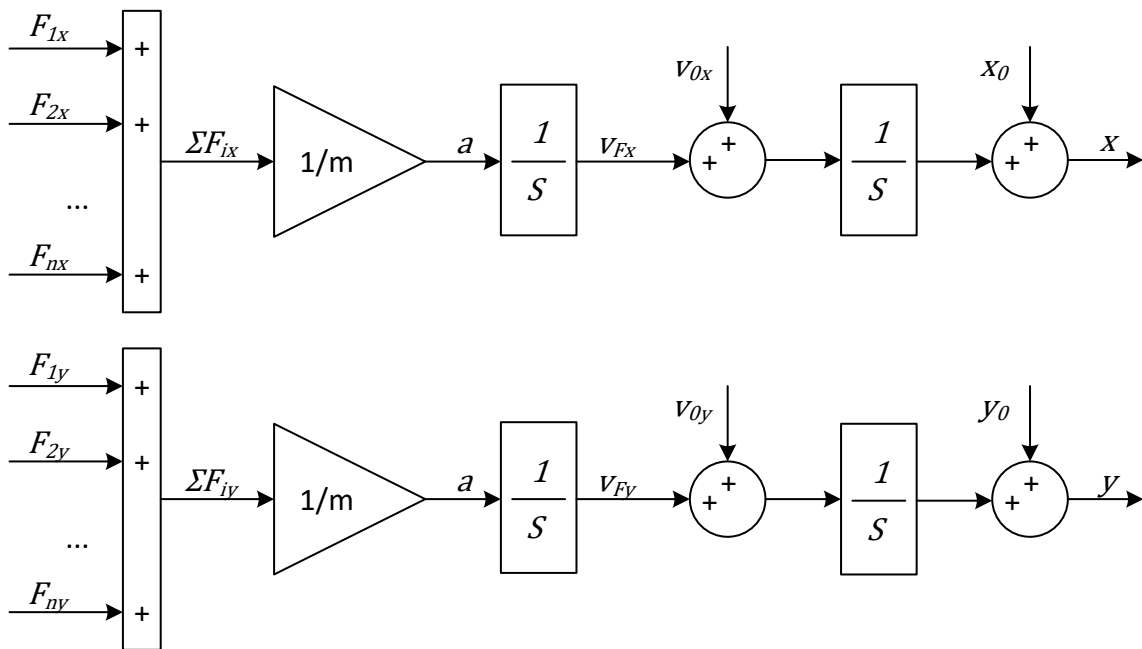 F1x
+
v0x
x0
F2x
+
ΣFix
1/m
a
1
S
vFx
+
+
1
S
+
+
x
...
Fnx
+
F1y
+
v0y
y0
F2y
+
ΣFiy
1/m
a
1
S
vFy
+
+
1
S
+
+
y
...
Fny
+